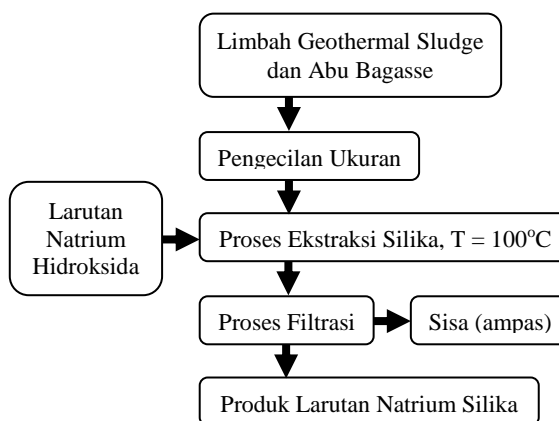 Limbah Geothermal Sludge
dan Abu Bagasse
Pengecilan Ukuran
Larutan
Natrium
Hidroksida
Proses Ekstraksi Silika, T = 100°C
Proses Filtrasi
Sisa (ampas)
Produk Larutan Natrium Silika